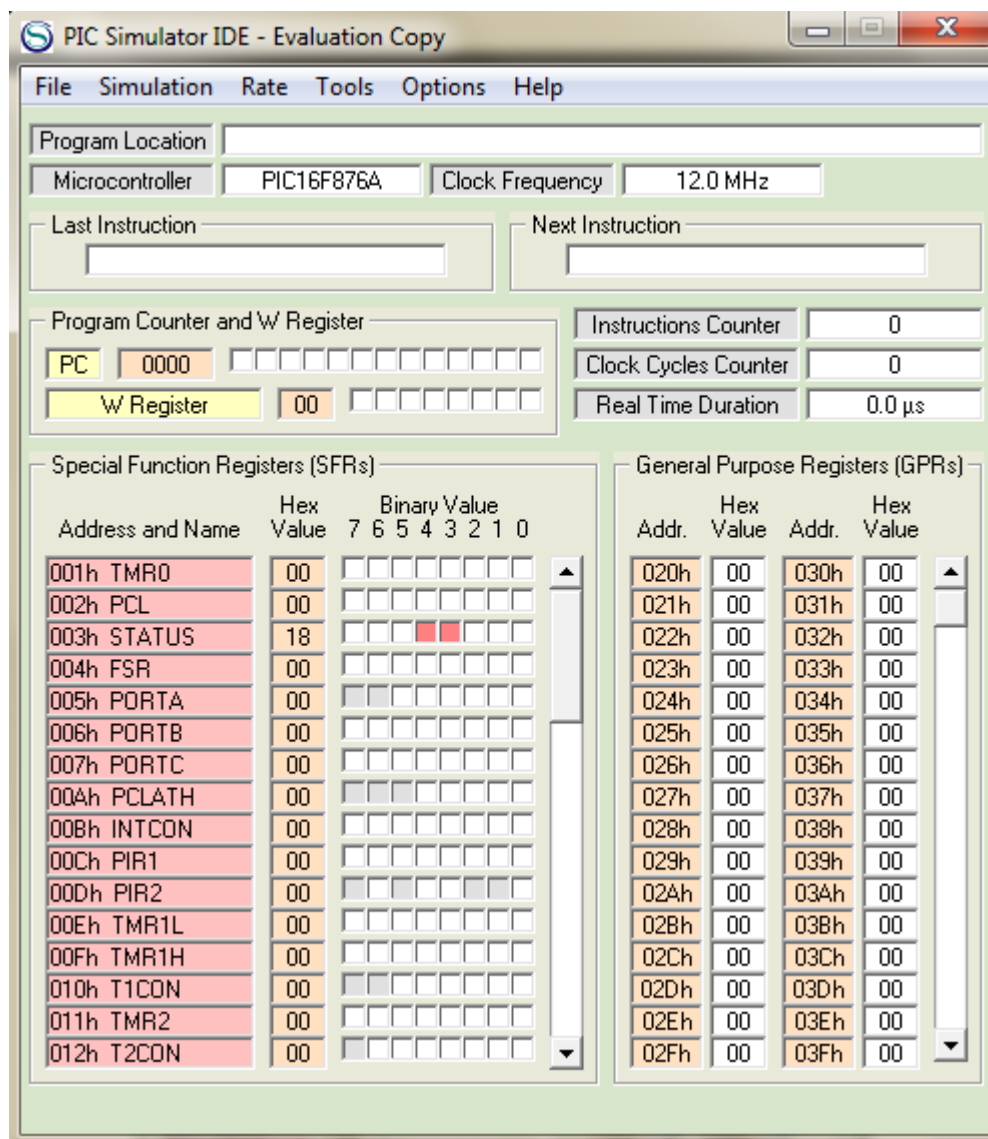 PIC Simulator IDE - Evaluation Copy
File Simulation Rate Tools Options Help
Program Location
Microcontroller PIC16F876A Clock Frequency 12.0 MHz
Last Instruction Next Instruction
Program Counter and W Register
Instructions Counter 0
PC 0000 Clock Cycles Counter 0
W Register 00 Real Time Duration 0.0 μs
Special Function Registers (SFRs) General Purpose Registers (GPRs)
Hex Binary Value Hex Hex
Address and Name Value 7 6 5 4 3 2 1 0 Addr. Value Addr. Value
001h TMR0 00 020h 00 030h 00
002h PCL 00 021h 00 031h 00
003h STATUS 18 022h 00 032h 00
004h FSR 00 023h 00 033h 00
005h PORTA 00 024h 00 034h 00
006h PORTB 00 025h 00 035h 00
007h PORTC 00 026h 00 036h 00
00Ah PCLATH 00 027h 00 037h 00
00Bh INTCON 00 028h 00 038h 00
00Ch PIR1 00 029h 00 039h 00
00Dh PIR2 00 02Ah 00 03Ah 00
00Eh TMR1L 00 02Bh 00 03Bh 00
00Fh TMR1H 00 02Ch 00 03Ch 00
010h T1CON 00 02Dh 00 03Dh 00
011h TMR2 00 02Eh 00 03Eh 00
012h T2CON 00 02Fh 00 03Fh 00